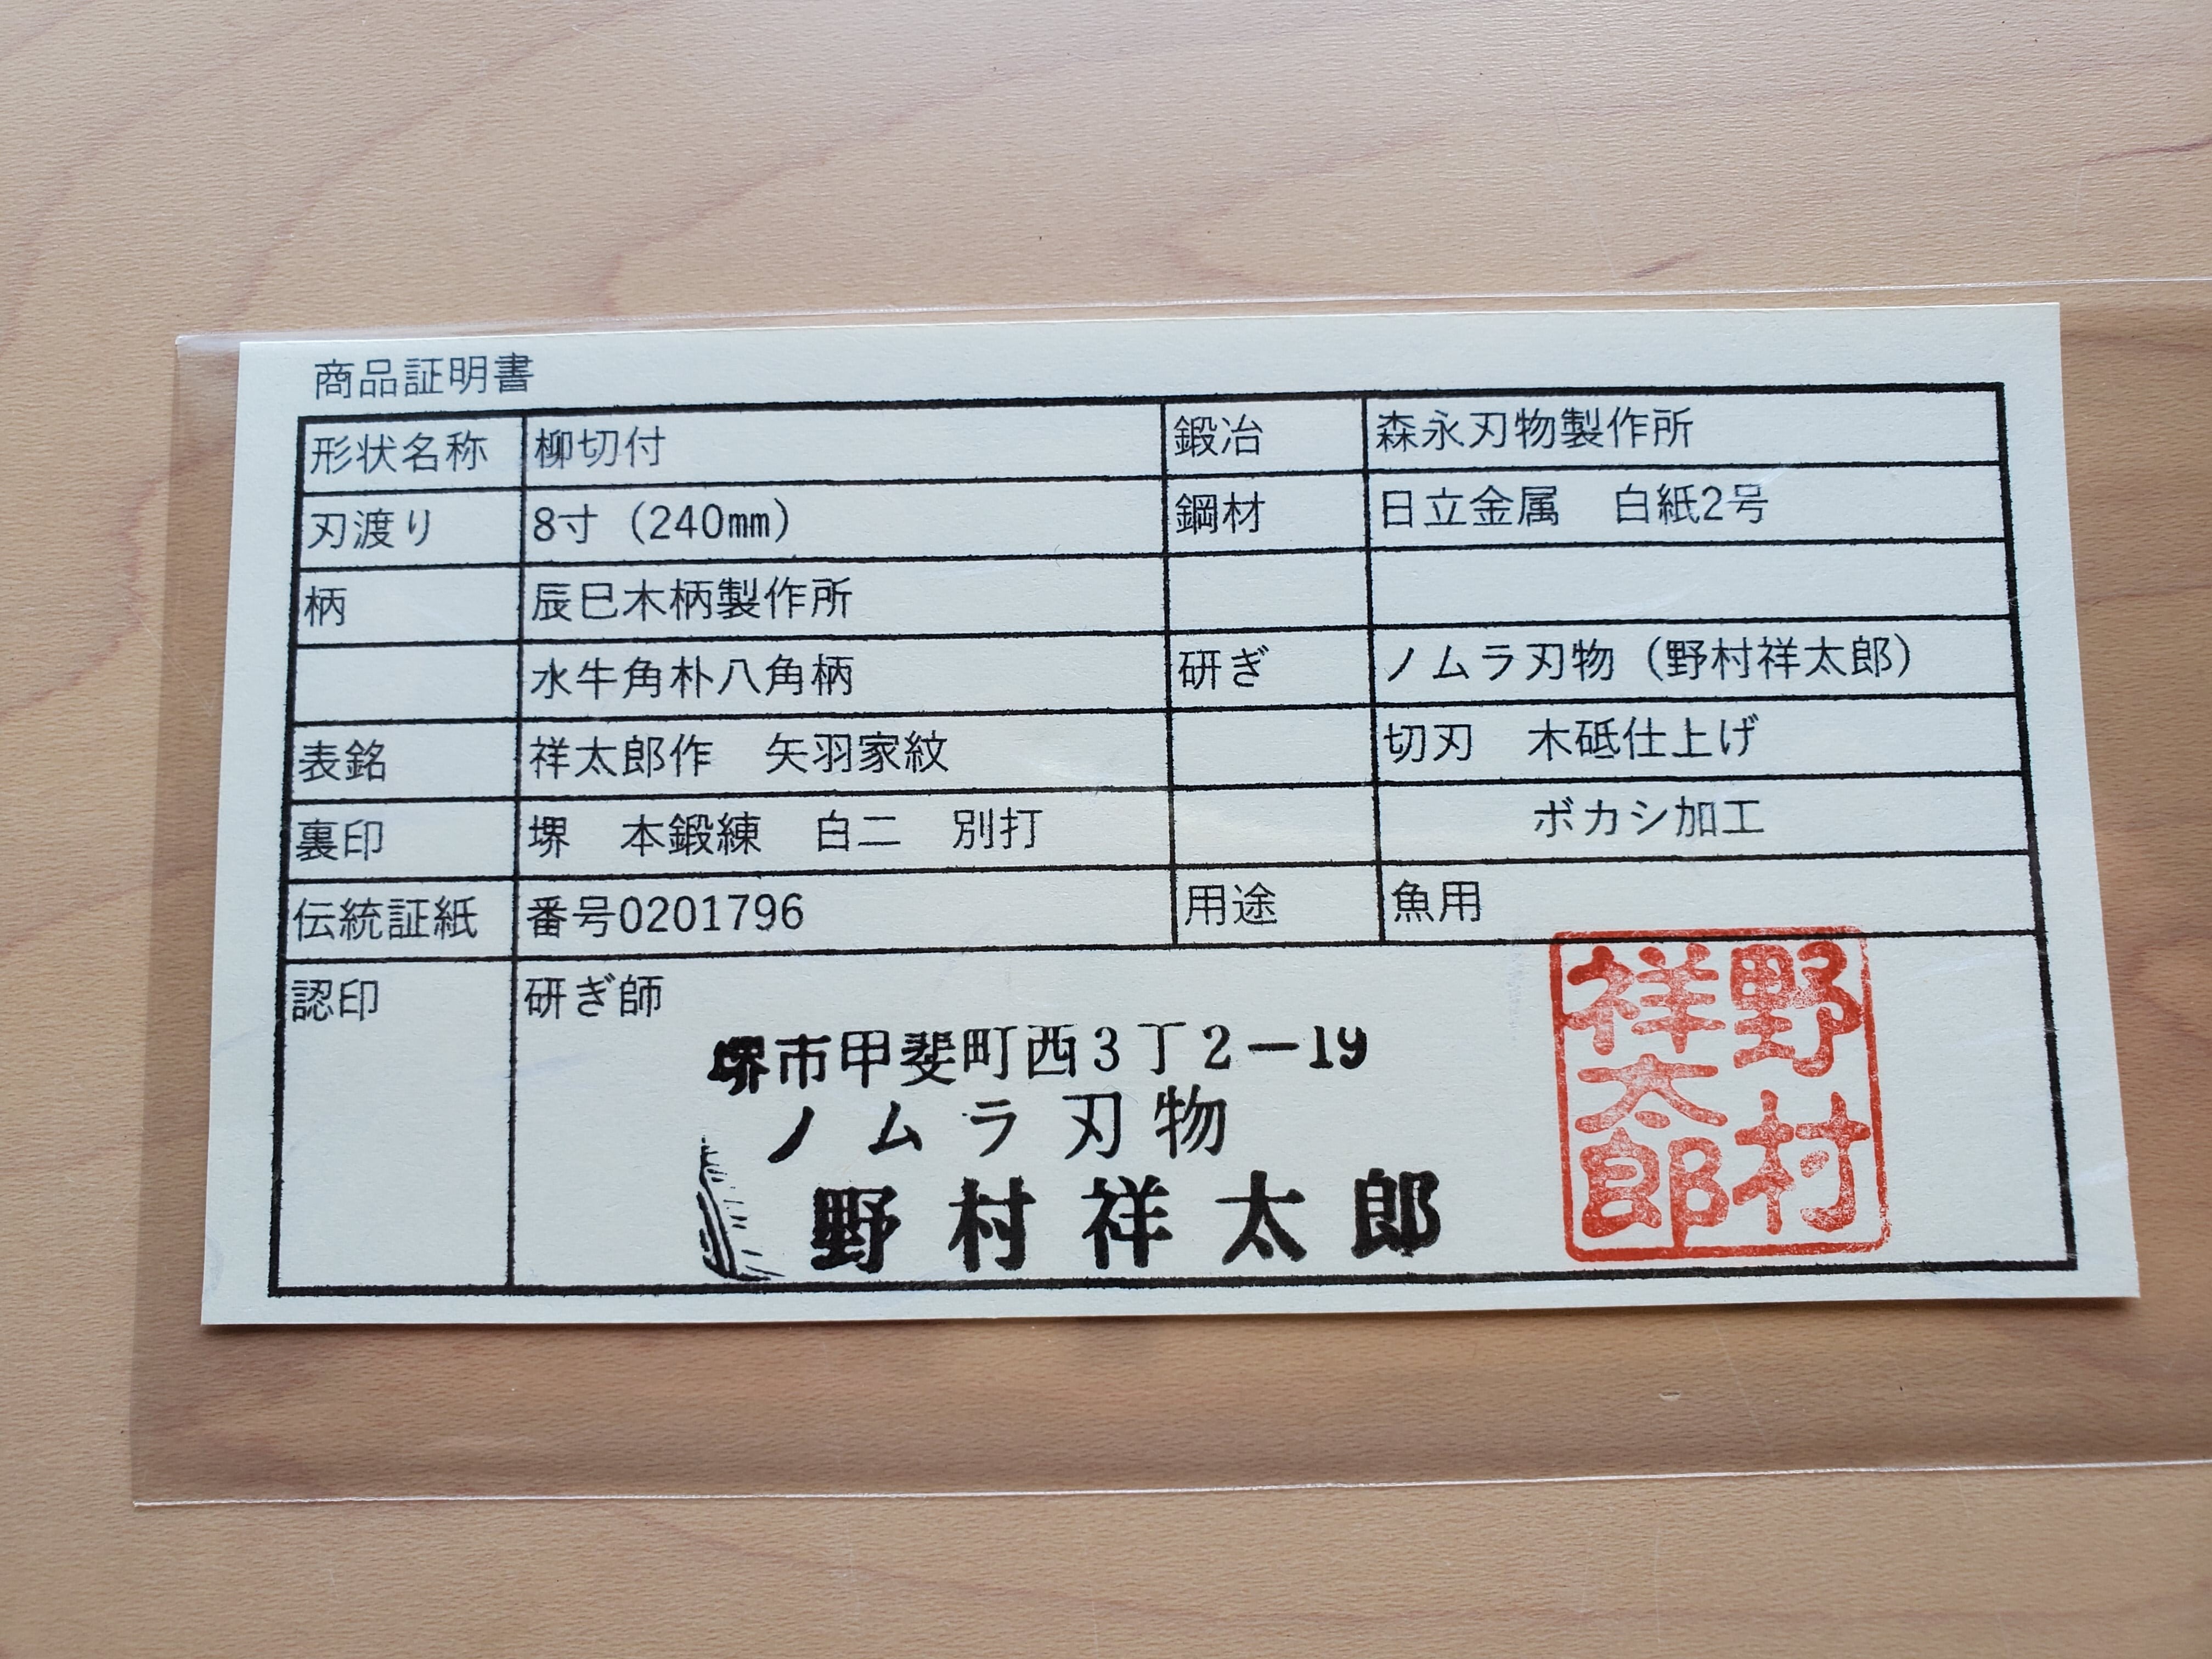 商品証明書
形状名称 柳切付 鍛冶 森永刃物製作所
刃渡り 8寸（240㎜） 鋼材 日立金属　白紙2号
柄 辰巳木柄製作所
水牛角朴八角柄 研ぎ ノムラ刃物（野村祥太郎）
表銘 祥太郎作　矢羽家紋 切刃　木砥仕上げ
裏印 堺　本鍛練　白二　別打 ボカシ加工
伝統証紙 番号0201796 用途 魚用
認印 研ぎ師
堺市甲斐町西3丁2－19
ノムラ刃物
野村祥太郎
野村
祥太郎